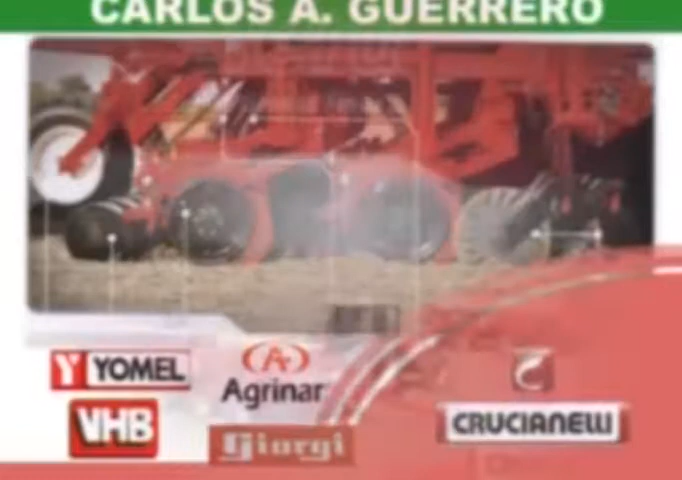 CARLOS A. GUERRERO
YOMEL
Agrinar
VHB
Giorgi
CRUCIANELLI